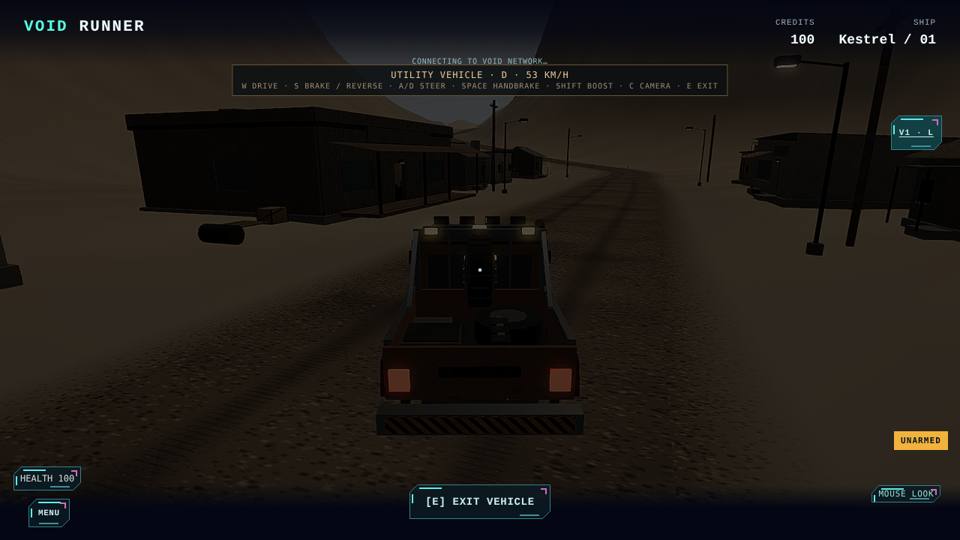 VOID RUNNER
CREDITS
100
SHIP
Kestrel / 01
CONNECTING TO VOID NETWORK…
UTILITY VEHICLE · D · 53 KM/H
W DRIVE · S BRAKE / REVERSE · A/D STEER · SPACE HANDBRAKE · SHIFT BOOST · C CAMERA · E EXIT
V1 · L
UNARMED
HEALTH 100
MENU
[E] EXIT VEHICLE
MOUSE LOOK